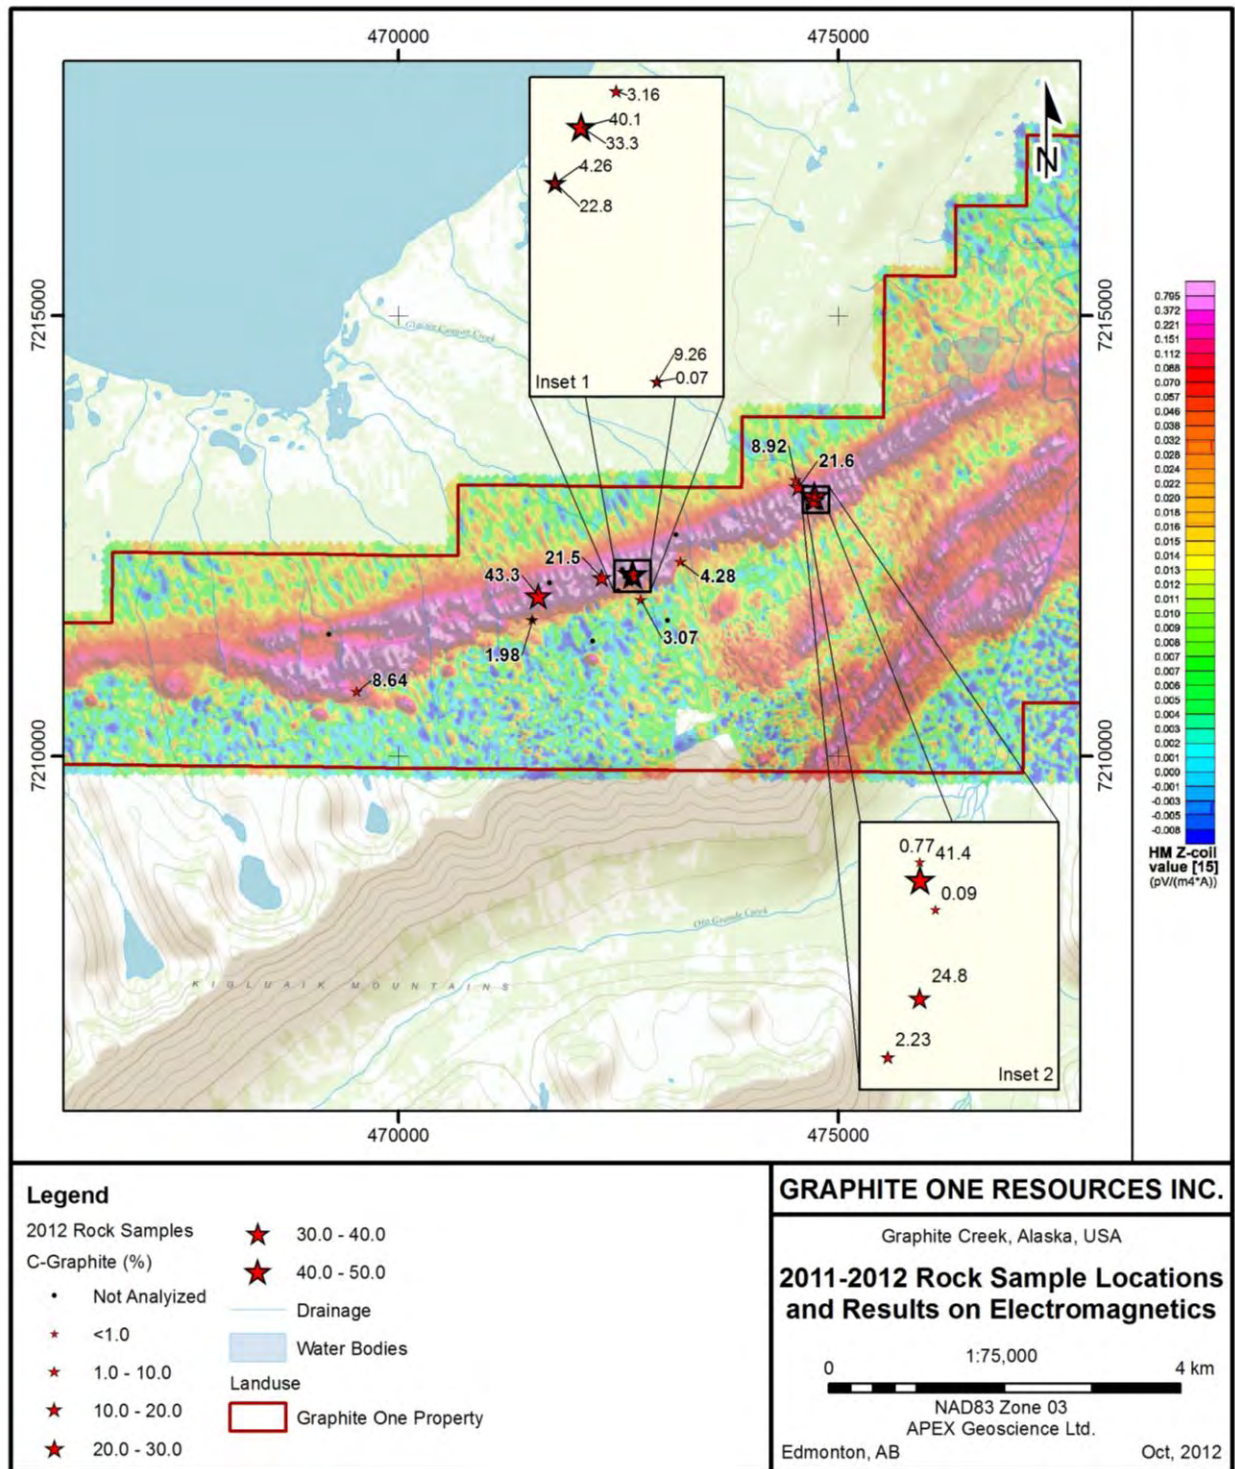 470000
475000
7215000
7215000
7210000
7210000
470000
475000
N
3.16
40.1
33.3
4.26
22.8
9.26
0.07
Inset 1
8.92
21.6
21.5
43.3
4.28
3.07
1.98
8.64
0.77
41.4
0.09
24.8
2.23
Inset 2
Old Grande Creek
KIGLUAIK MOUNTAINS
0.765
0.372
0.221
0.151
0.112
0.088
0.070
0.057
0.046
0.038
0.032
0.028
0.024
0.022
0.020
0.018
0.016
0.015
0.014
0.013
0.012
0.011
0.010
0.009
0.008
0.007
0.006
0.005
0.004
0.003
0.002
0.001
0.000
-0.001
-0.003
-0.005
-0.008
HM Z-coil
value [15]
(pV/(m4*A))
Legend
2012 Rock Samples
C-Graphite (%)
Not Analyized
<1.0
1.0 - 10.0
10.0 - 20.0
20.0 - 30.0
30.0 - 40.0
40.0 - 50.0
Drainage
Water Bodies
Landuse
Graphite One Property
GRAPHITE ONE RESOURCES INC.
Graphite Creek, Alaska, USA
2011-2012 Rock Sample Locations
and Results on Electromagnetics
1:75,000
0 4 km
NAD83 Zone 03
APEX Geoscience Ltd.
Edmonton, AB Oct, 2012